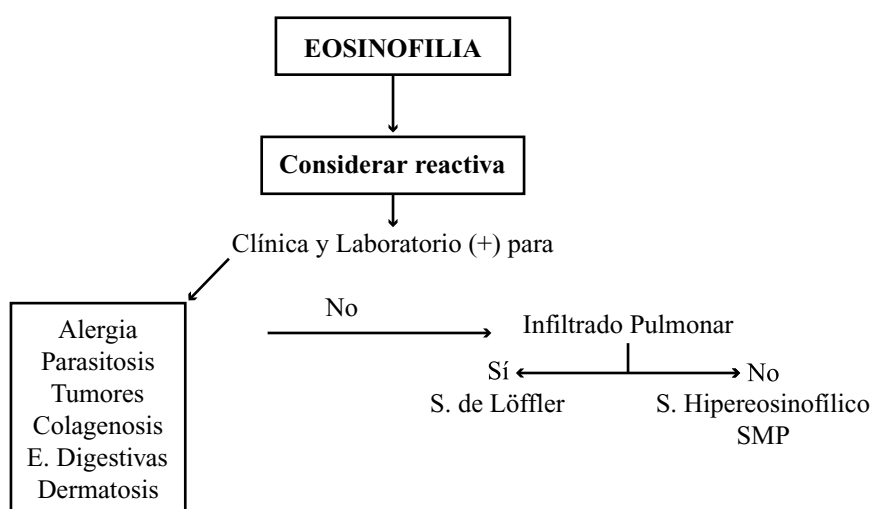 EOSINOFILIA
Considerar reactiva
Clínica y Laboratorio (+) para
Alergia
Parasitosis
Tumores
Colagenosis
E. Digestivas
Dermatosis
No
Infiltrado Pulmonar
Sí
S. de Löffler
No
S. Hipereosinofílico
SMP